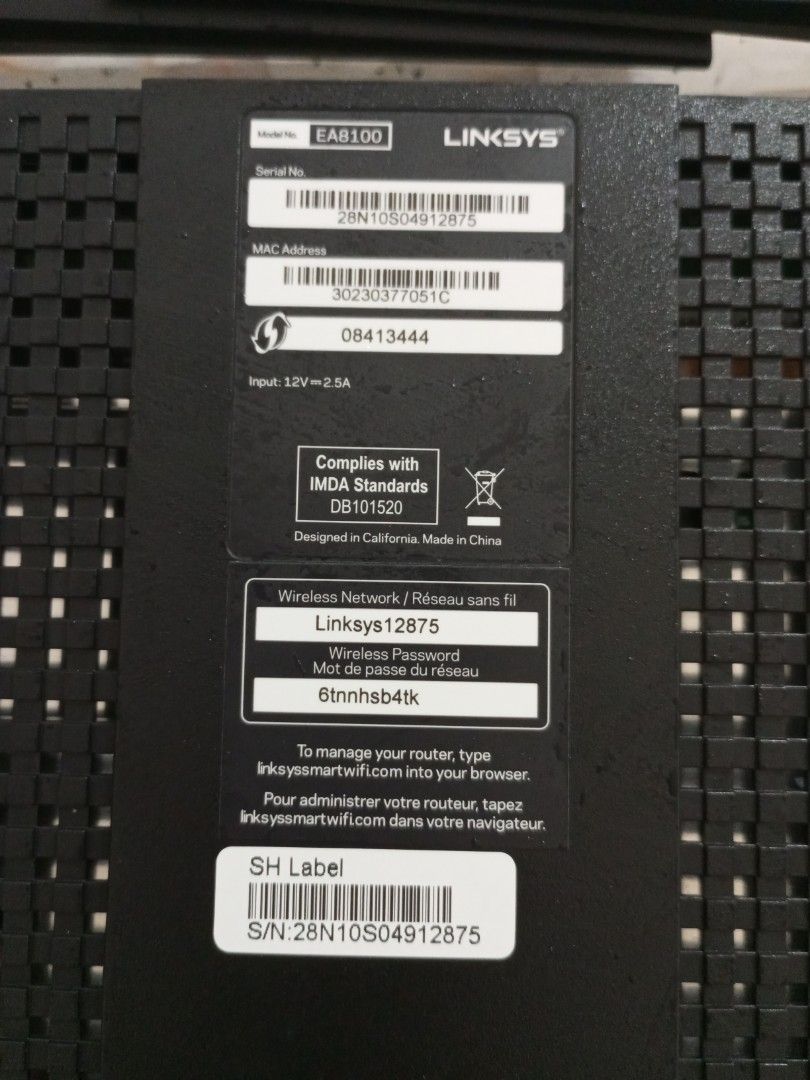 Model No. EA8100 LINKSYS®
Serial No.
28N10S04912875
MAC Address
30230377051C
08413444
Input: 12V⎓2.5A
Complies with
IMDA Standards
DB101520
Designed in California. Made in China
Wireless Network / Réseau sans fil
Linksys12875
Wireless Password
Mot de passe du réseau
6tnnhsb4tk
To manage your router, type
linksyssmartwifi.com into your browser.
Pour administrer votre routeur, tapez
linksyssmartwifi.com dans votre navigateur.
SH Label
S/N:28N10S04912875